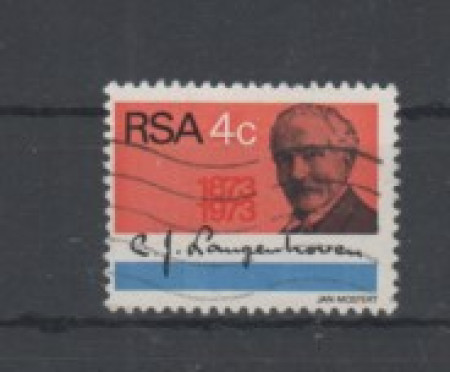 RSA 4c
1873
1973
C. J. Langenhoven
JAN MOSTERT